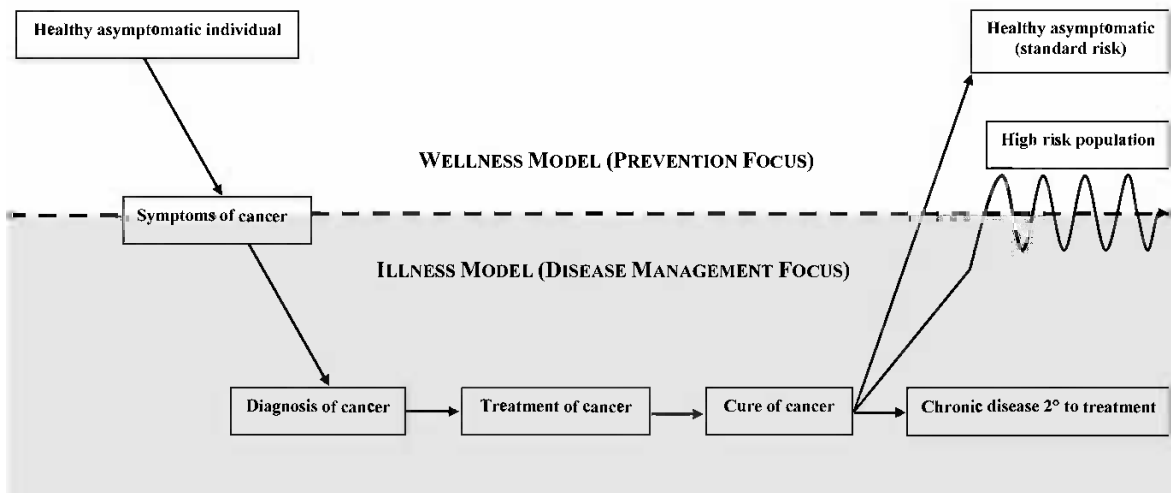 Healthy asymptomatic individual
Healthy asymptomatic
(standard risk)
High risk population
WELLNESS MODEL (PREVENTION FOCUS)
Symptoms of cancer
ILLNESS MODEL (DISEASE MANAGEMENT FOCUS)
Diagnosis of cancer
Treatment of cancer
Cure of cancer
Chronic disease 2° to treatment